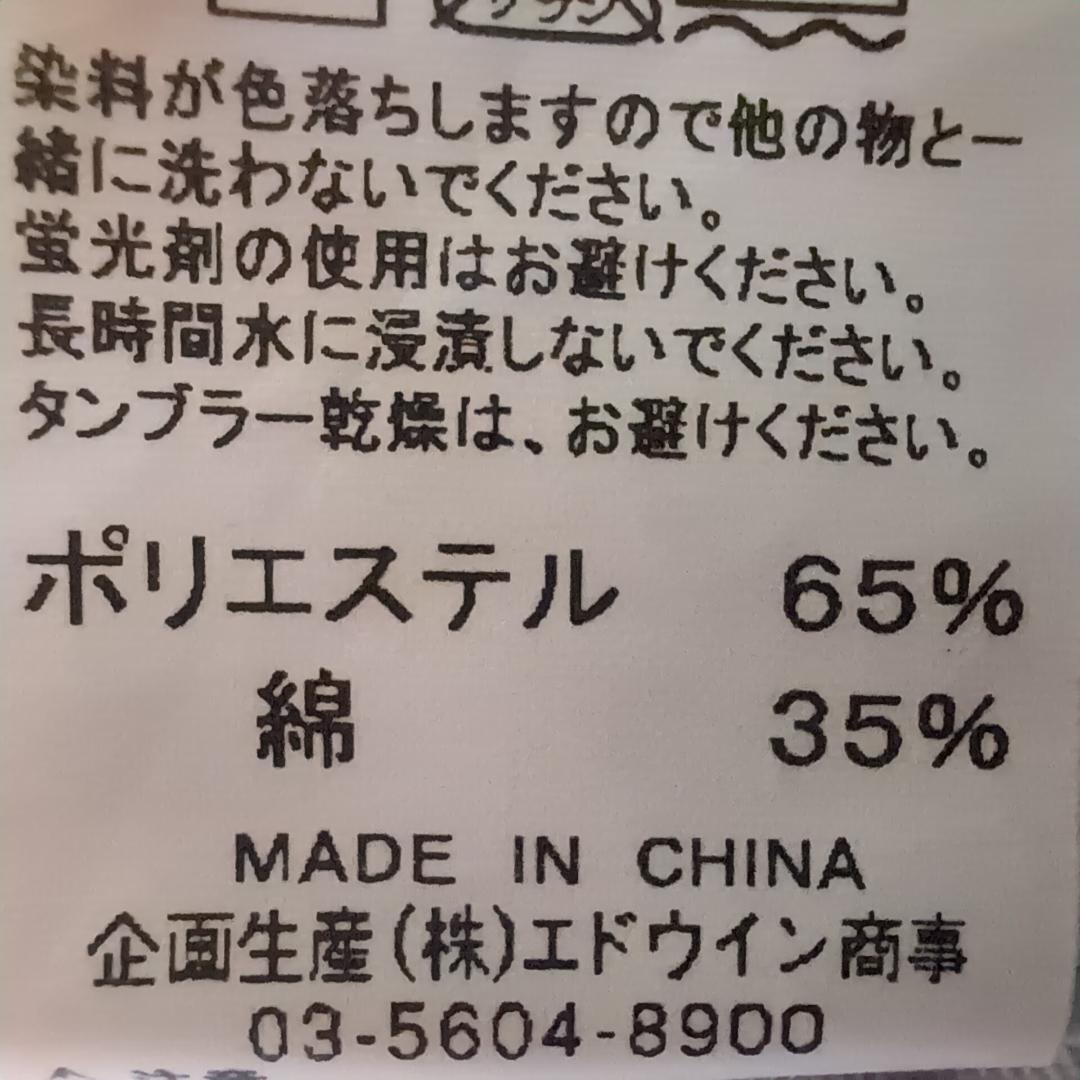 染料が色落ちしますので他の物と一
緒に洗わないでください。
蛍光剤の使用はお避けください。
長時間水に浸漬しないでください。
タンブラー乾燥は、お避けください。
ポリエステル 65%
綿 35%
MADE IN CHINA
企画生産(株)エドウイン商事
03-5604-8900